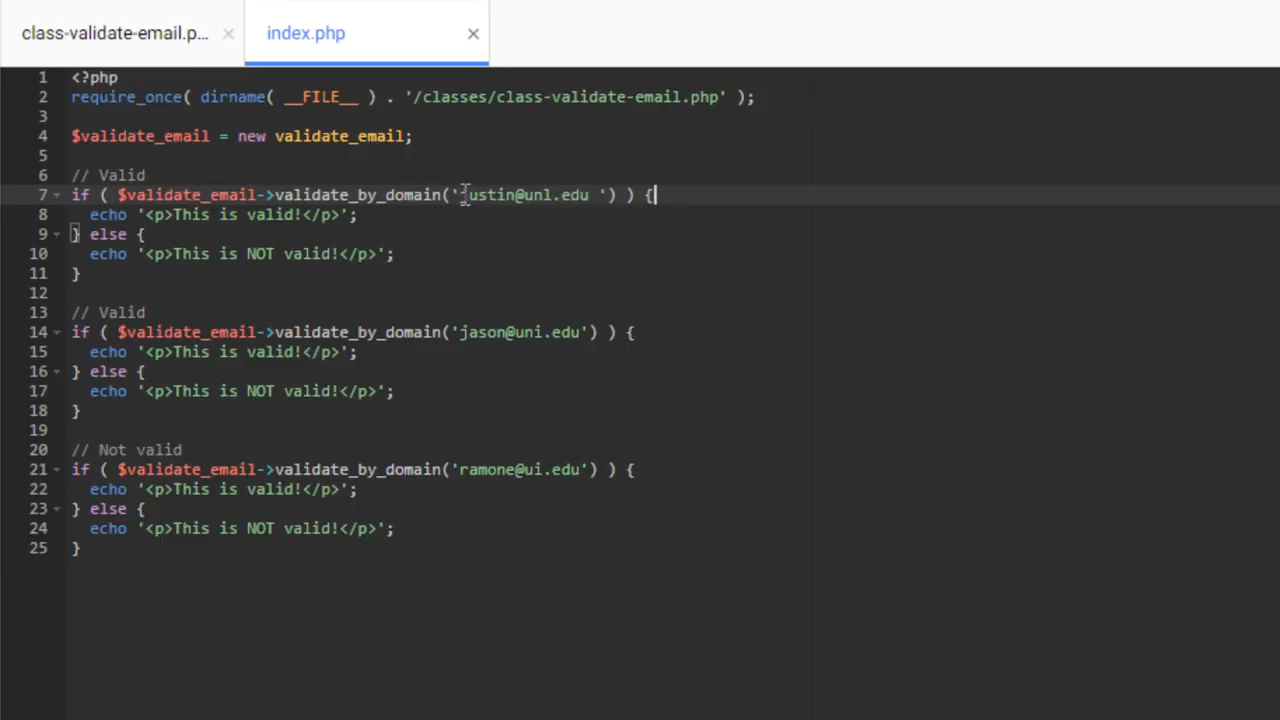 class-validate-email.p...
index.php
1 <?php
2 require_once( dirname( __FILE__ ) . '/classes/class-validate-email.php' );
3
4 $validate_email = new validate_email;
5
6 // Valid
7 if ( $validate_email->validate_by_domain('justin@unl.edu ') ) {
8 echo '<p>This is valid!</p>';
9 } else {
10 echo '<p>This is NOT valid!</p>';
11 }
12
13 // Valid
14 if ( $validate_email->validate_by_domain('jason@uni.edu') ) {
15 echo '<p>This is valid!</p>';
16 } else {
17 echo '<p>This is NOT valid!</p>';
18 }
19
20 // Not valid
21 if ( $validate_email->validate_by_domain('ramone@ui.edu') ) {
22 echo '<p>This is valid!</p>';
23 } else {
24 echo '<p>This is NOT valid!</p>';
25 }